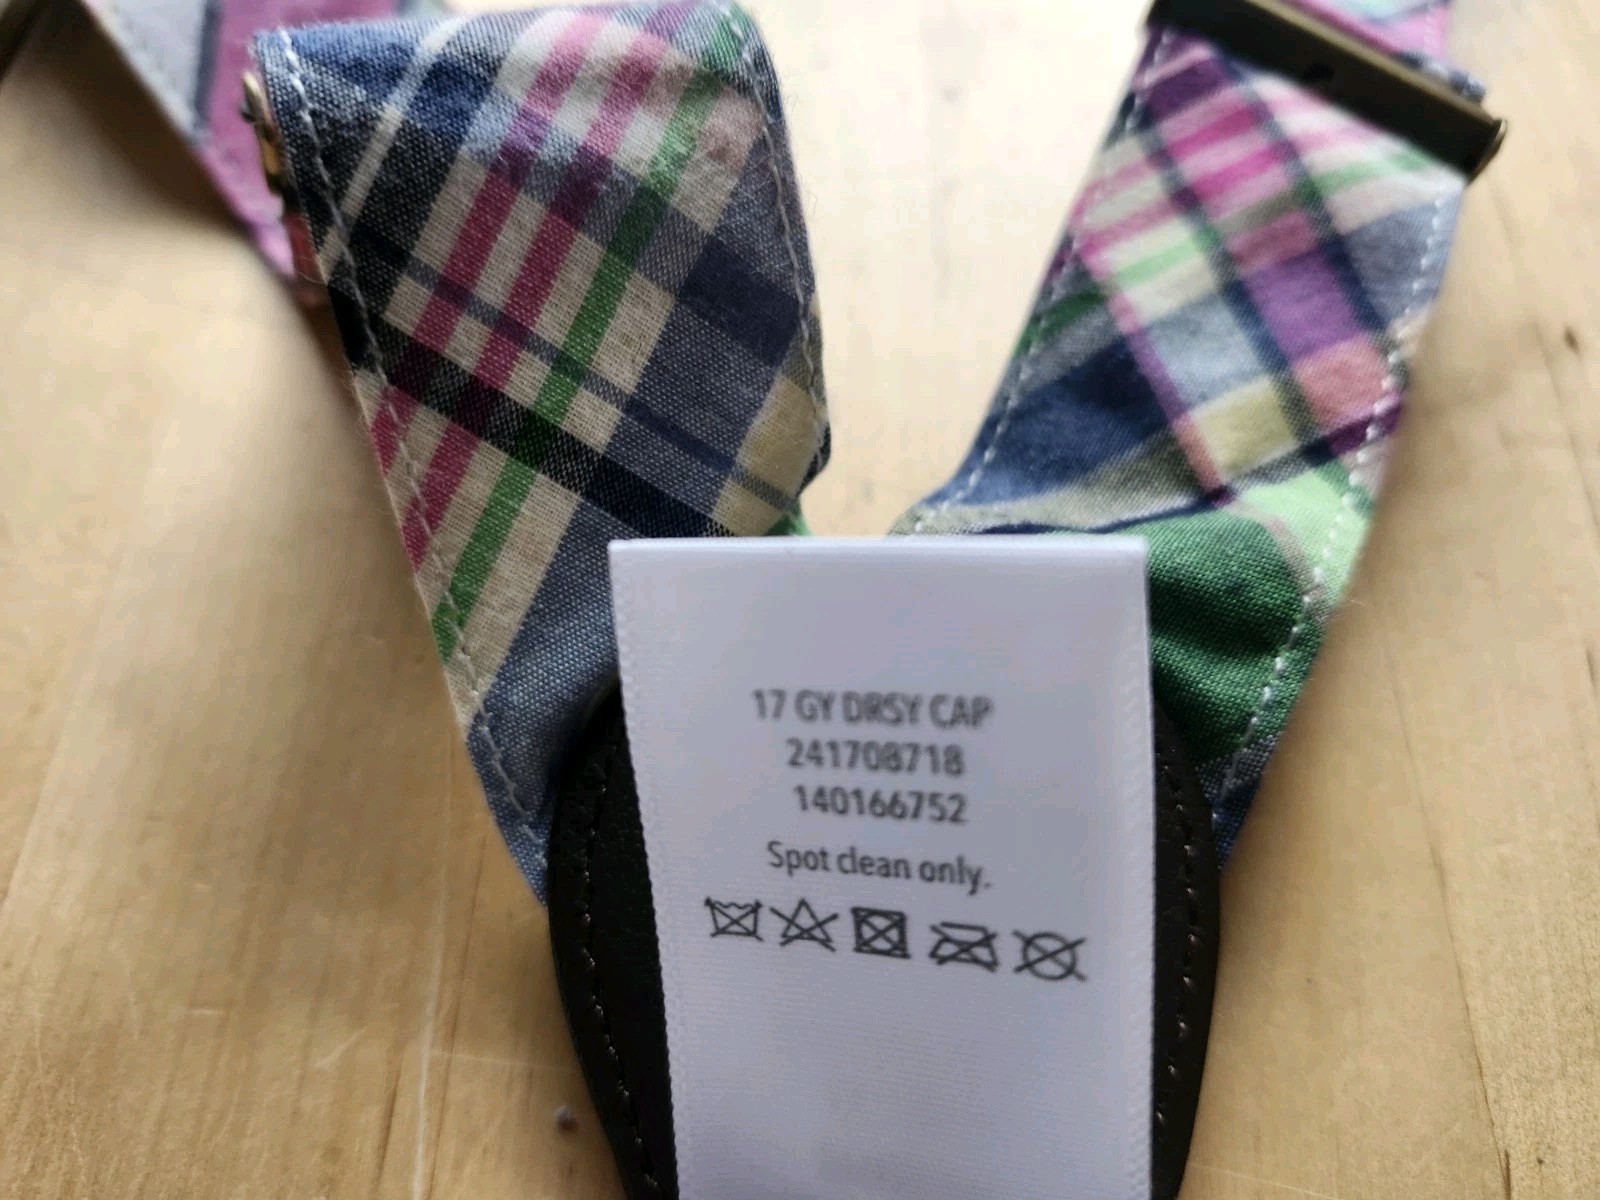 17 GY DRSY CAP
241708718
140166752
Spot clean only.